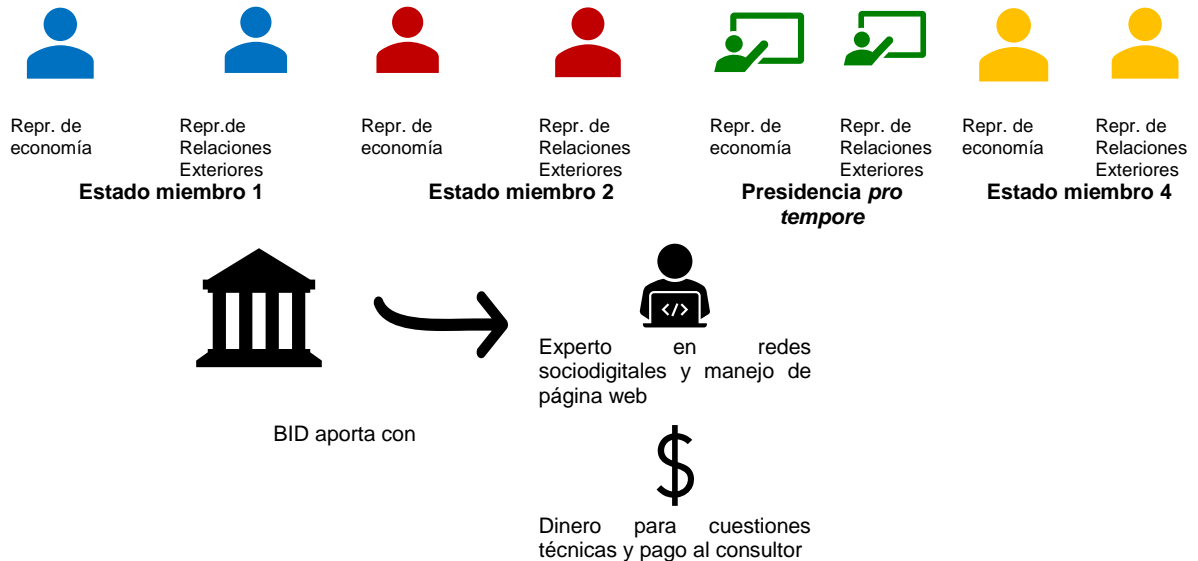 Repr. de
economía
Repr.de
Relaciones
Exteriores
Estado miembro 1
Repr. de
economía
Repr. de
Relaciones
Exteriores
Estado miembro 2
Repr. de
economía
Repr. de
Relaciones
Exteriores
Presidencia pro
tempore
Repr. de
economía
Repr. de
Relaciones
Exteriores
Estado miembro 4
</>
Experto en redes
sociodigitales y manejo de
página web
BID aporta con
$
Dinero para cuestiones
técnicas y pago al consultor